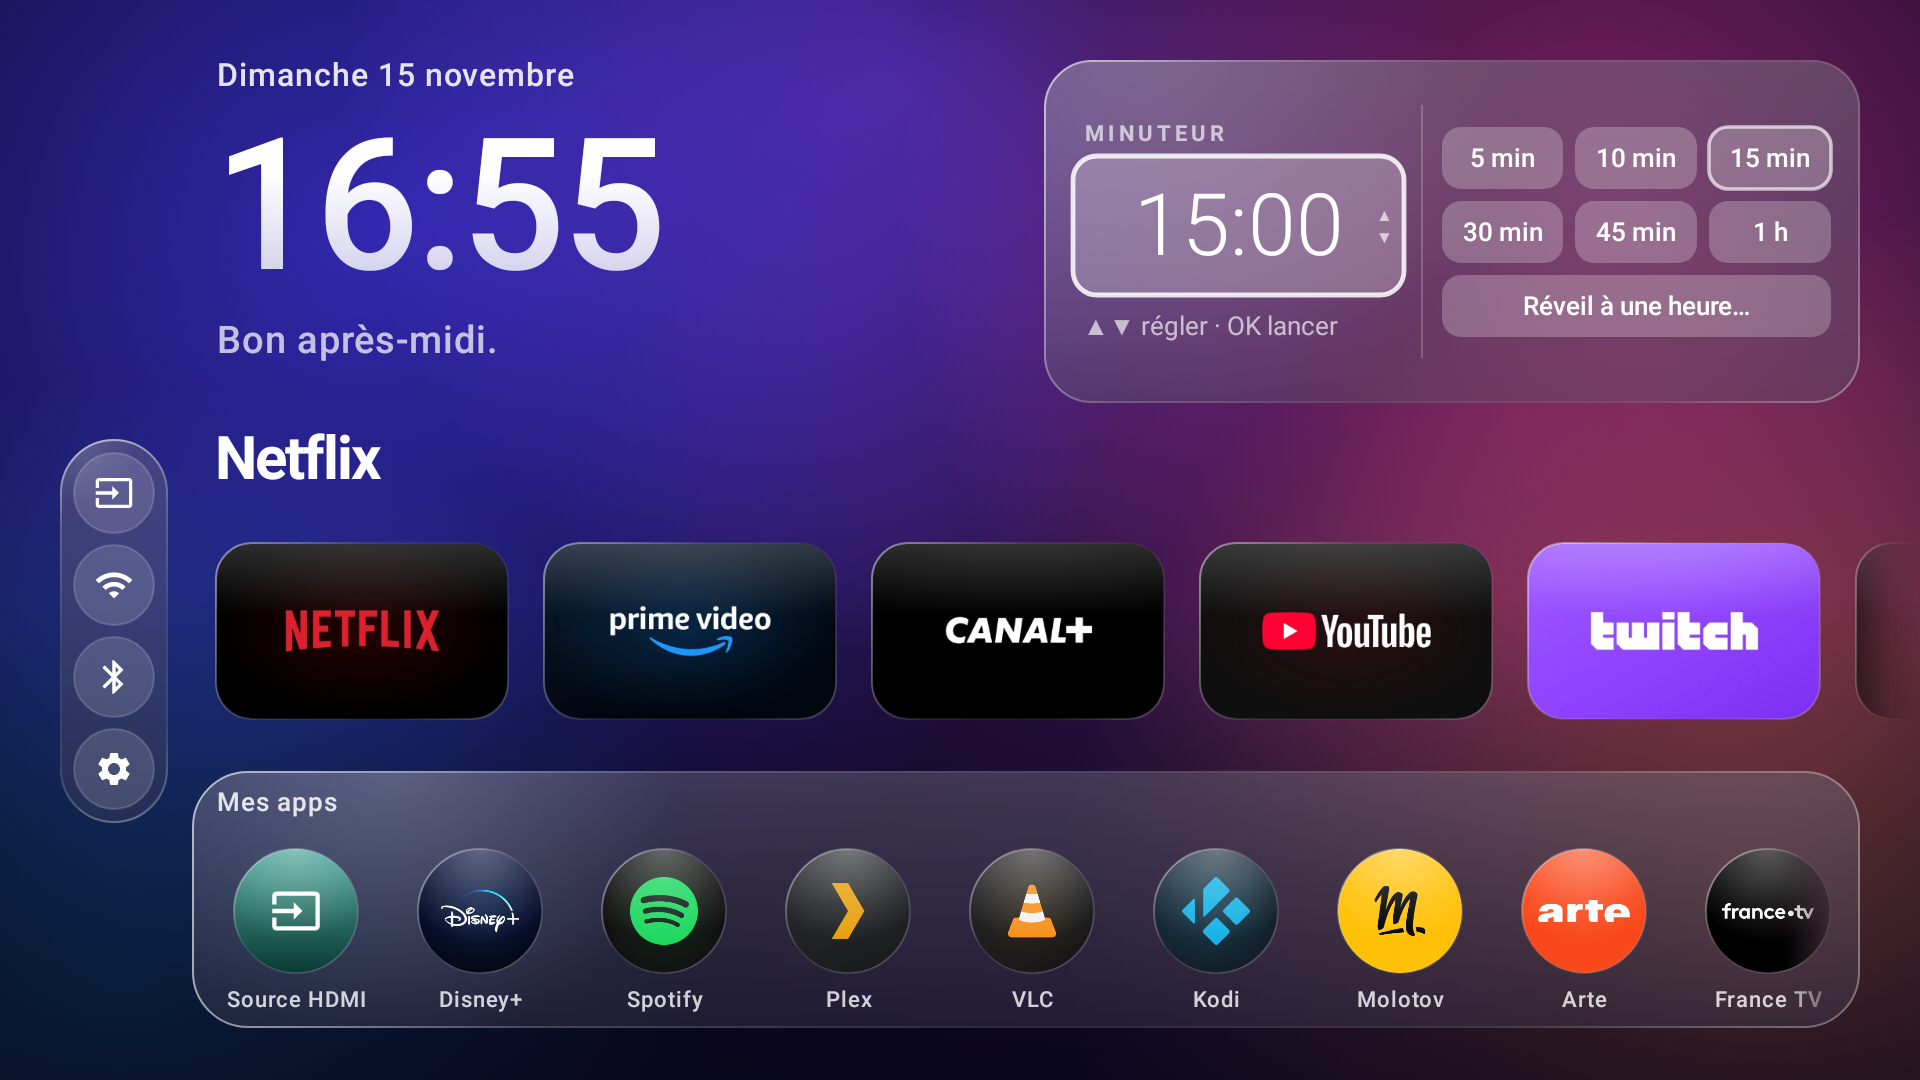 Dimanche 15 novembre
16:55
Bon après-midi.
MINUTEUR
15:00
▲ ▼ régler · OK lancer
5 min
10 min
15 min
30 min
45 min
1 h
Réveil à une heure...
Netflix
NETFLIX
prime video
CANAL+
YouTube
twitch
Mes apps
Disney+
M.
arte
france•tv
Source HDMI
Disney+
Spotify
Plex
VLC
Kodi
Molotov
Arte
France TV